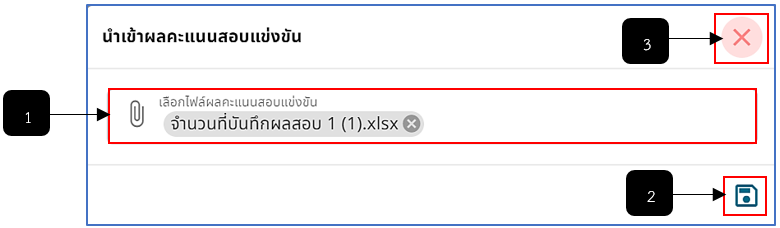 นำเข้าผลคะแนนสอบแข่งขัน
3
เลือกไฟล์ผลคะแนนสอบแข่งขัน
จำนวนที่บันทึกผลสอบ 1 (1).xlsx
1
2